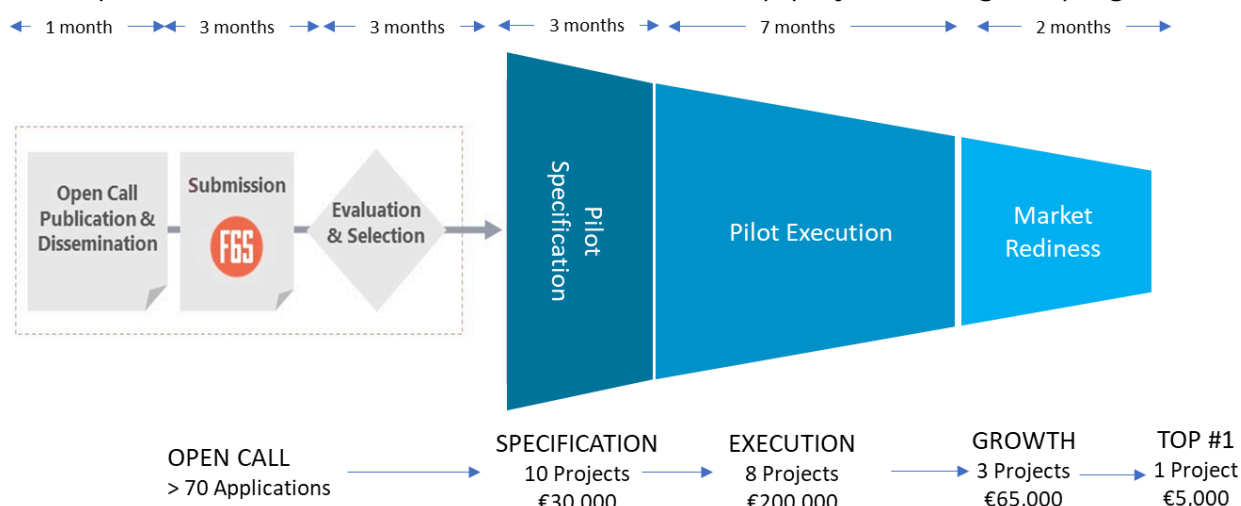 1 month
3 months
3 months
3 months
7 months
2 months
Open Call
Publication &
Dissemination
Submission
F6S
Evaluation
& Selection
Pilot
Specification
Pilot Execution
Market
Rediness
OPEN CALL
> 70 Applications
SPECIFICATION
10 Projects
€30.000
EXECUTION
8 Projects
€200.000
GROWTH
3 Projects
€65.000
TOP #1
1 Project
€5.000